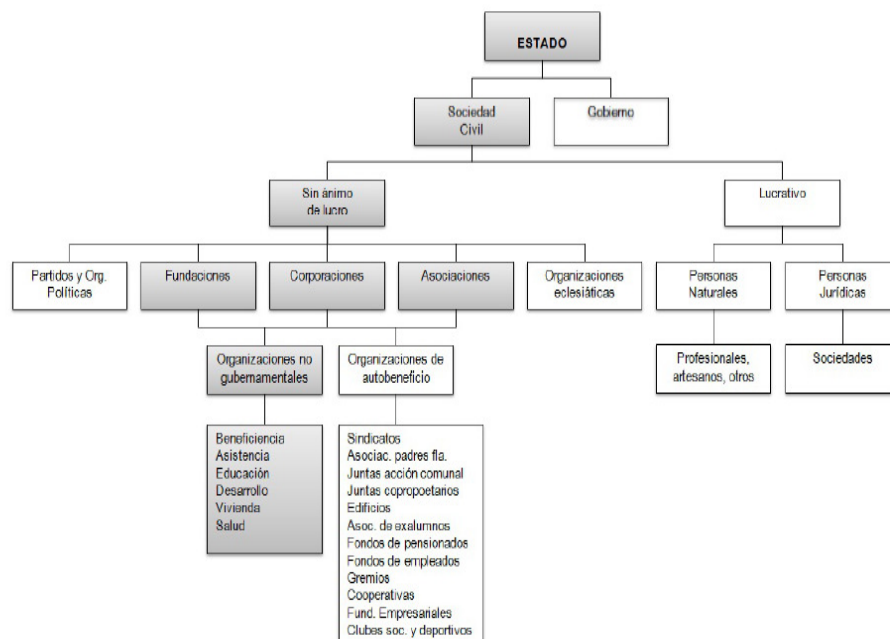 ESTADO
Sociedad
Civil
Gobierno
Sin ánimo
de lucro
Lucrativo
Partidos y Org.
Políticas
Fundaciones
Corporaciones
Asociaciones
Organizaciones
eclesiáticas
Personas
Naturales
Personas
Jurídicas
Organizaciones no
gubernamentales
Organizaciones de
autobeneficio
Profesionales,
artesanos, otros
Sociedades
Beneficiencia
Asistencia
Educación
Desarrollo
Vivienda
Salud
Sindicatos
Asociac. padres fla.
Juntas acción comunal
Juntas copropoetarios
Edificios
Asoc. de exalumnos
Fondos de pensionados
Fondos de empleados
Gremios
Cooperativas
Fund. Empresariales
Clubes soc. y deportivos